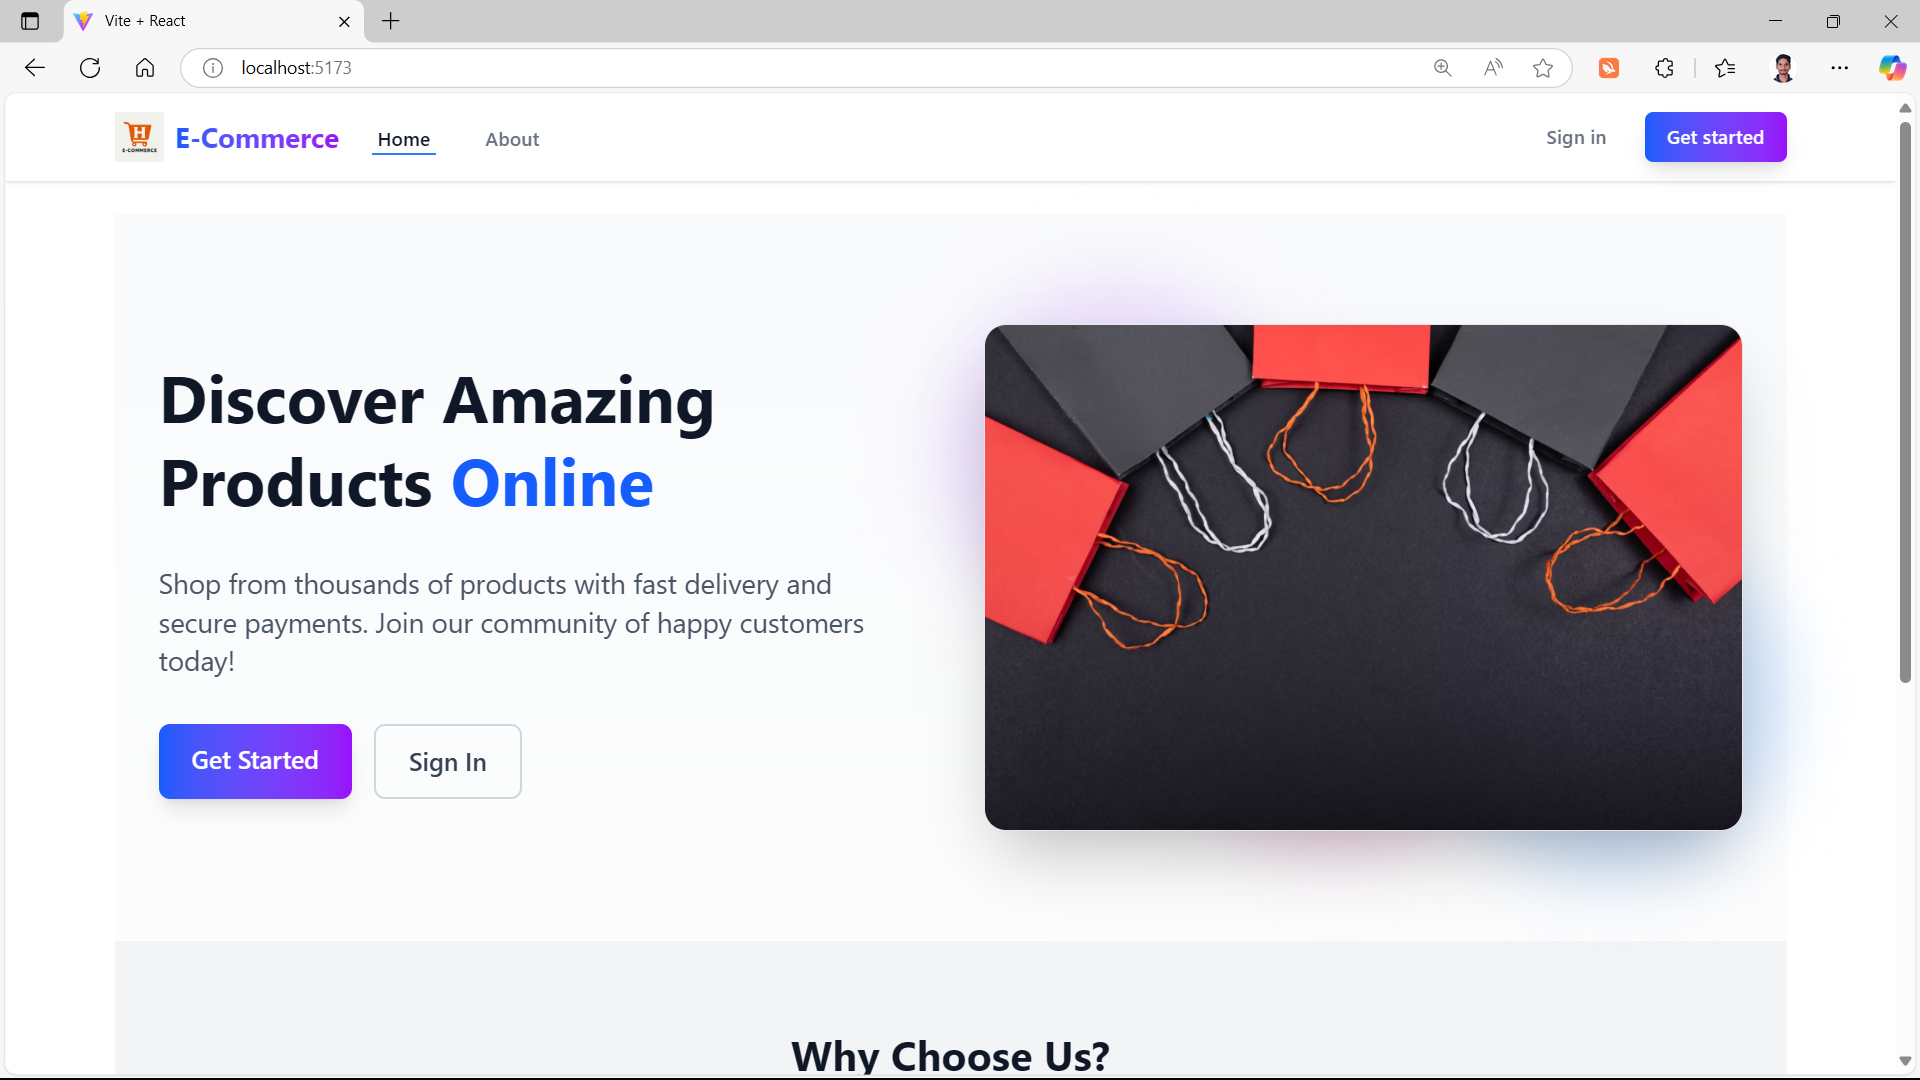 Vite + React
localhost:5173
H
E-COMMERCE
E-Commerce
Home
About
Sign in
Get started
Discover Amazing
Products Online
Shop from thousands of products with fast delivery and
secure payments. Join our community of happy customers
today!
Get Started
Sign In
Why Choose Us?